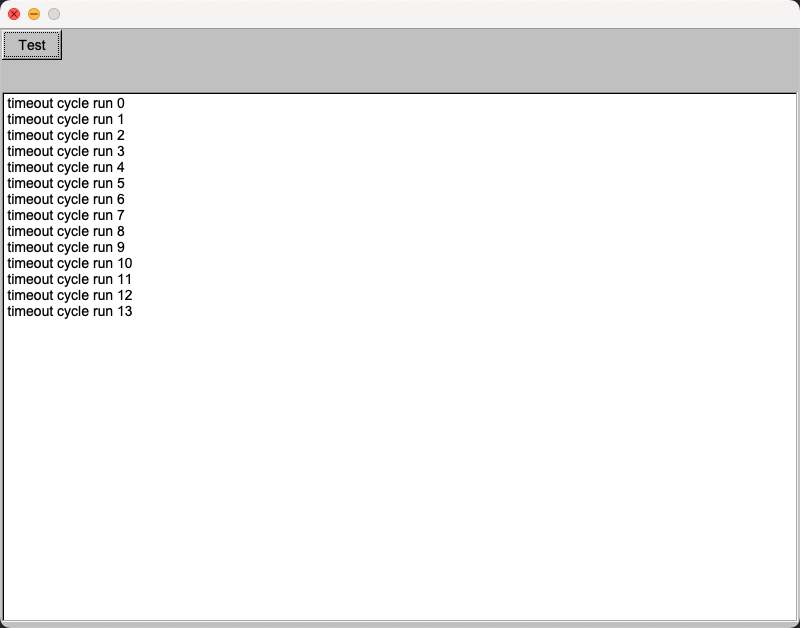 Test
timeout cycle run 0
timeout cycle run 1
timeout cycle run 2
timeout cycle run 3
timeout cycle run 4
timeout cycle run 5
timeout cycle run 6
timeout cycle run 7
timeout cycle run 8
timeout cycle run 9
timeout cycle run 10
timeout cycle run 11
timeout cycle run 12
timeout cycle run 13